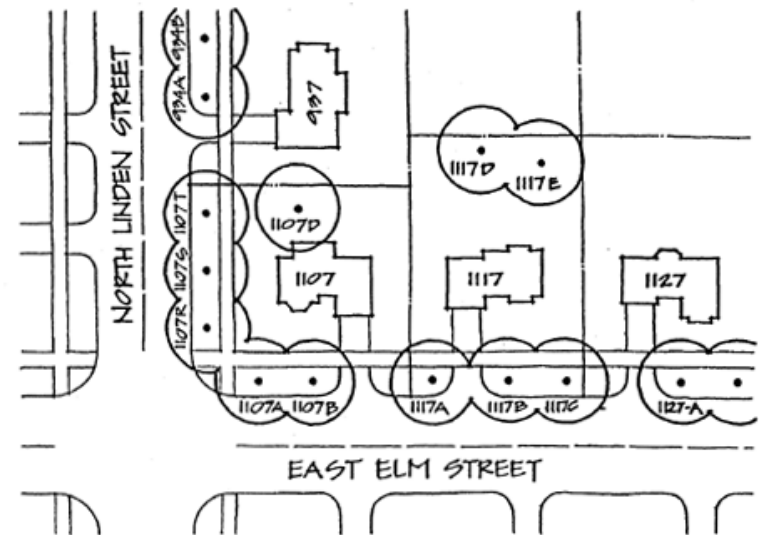 934B
934A
937
NORTH LINDEN STREET
1117D
1117E
1107T
1107D
1107S
1107
1117
1127
1107R
1107A
1107B
1117A
1117B
1117C
1127-A
EAST ELM STREET